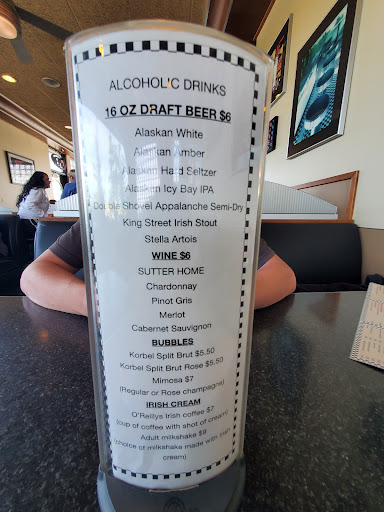 ALCOHOL'C DRINKS
16 OZ DRAFT BEER $6
Alaskan White
Alaskan Amber
Alaskan Hard Seltzer
Alaskan Icy Bay IPA
Double Shovel Appalanche Semi-Dry
King Street Irish Stout
Stella Artois
WINE $6
SUTTER HOME
Chardonnay
Pinot Gris
Merlot
Cabernet Sauvignon
BUBBLES
Korbel Split Brut $5.50
Korbel Split Brut Rose $5.50
Mimosa $7
(Regular or Rose champagne)
IRISH CREAM
O'Reillys Irish coffee $7
(cup of coffee with shot of cream)
Adult milkshake $9
(choice of milkshake made with Irish
cream)